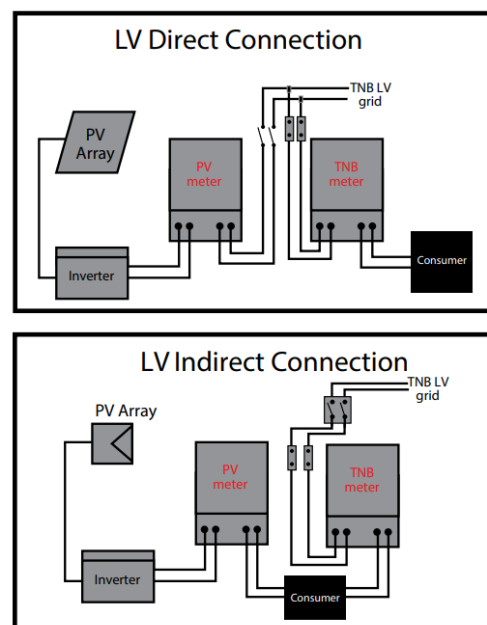 LV Direct Connection
TNB LV
grid
PV
Array
PV
meter
TNB
meter
Inverter
Consumer
LV Indirect Connection
TNB LV
grid
PV Array
PV
meter
TNB
meter
Inverter
Consumer